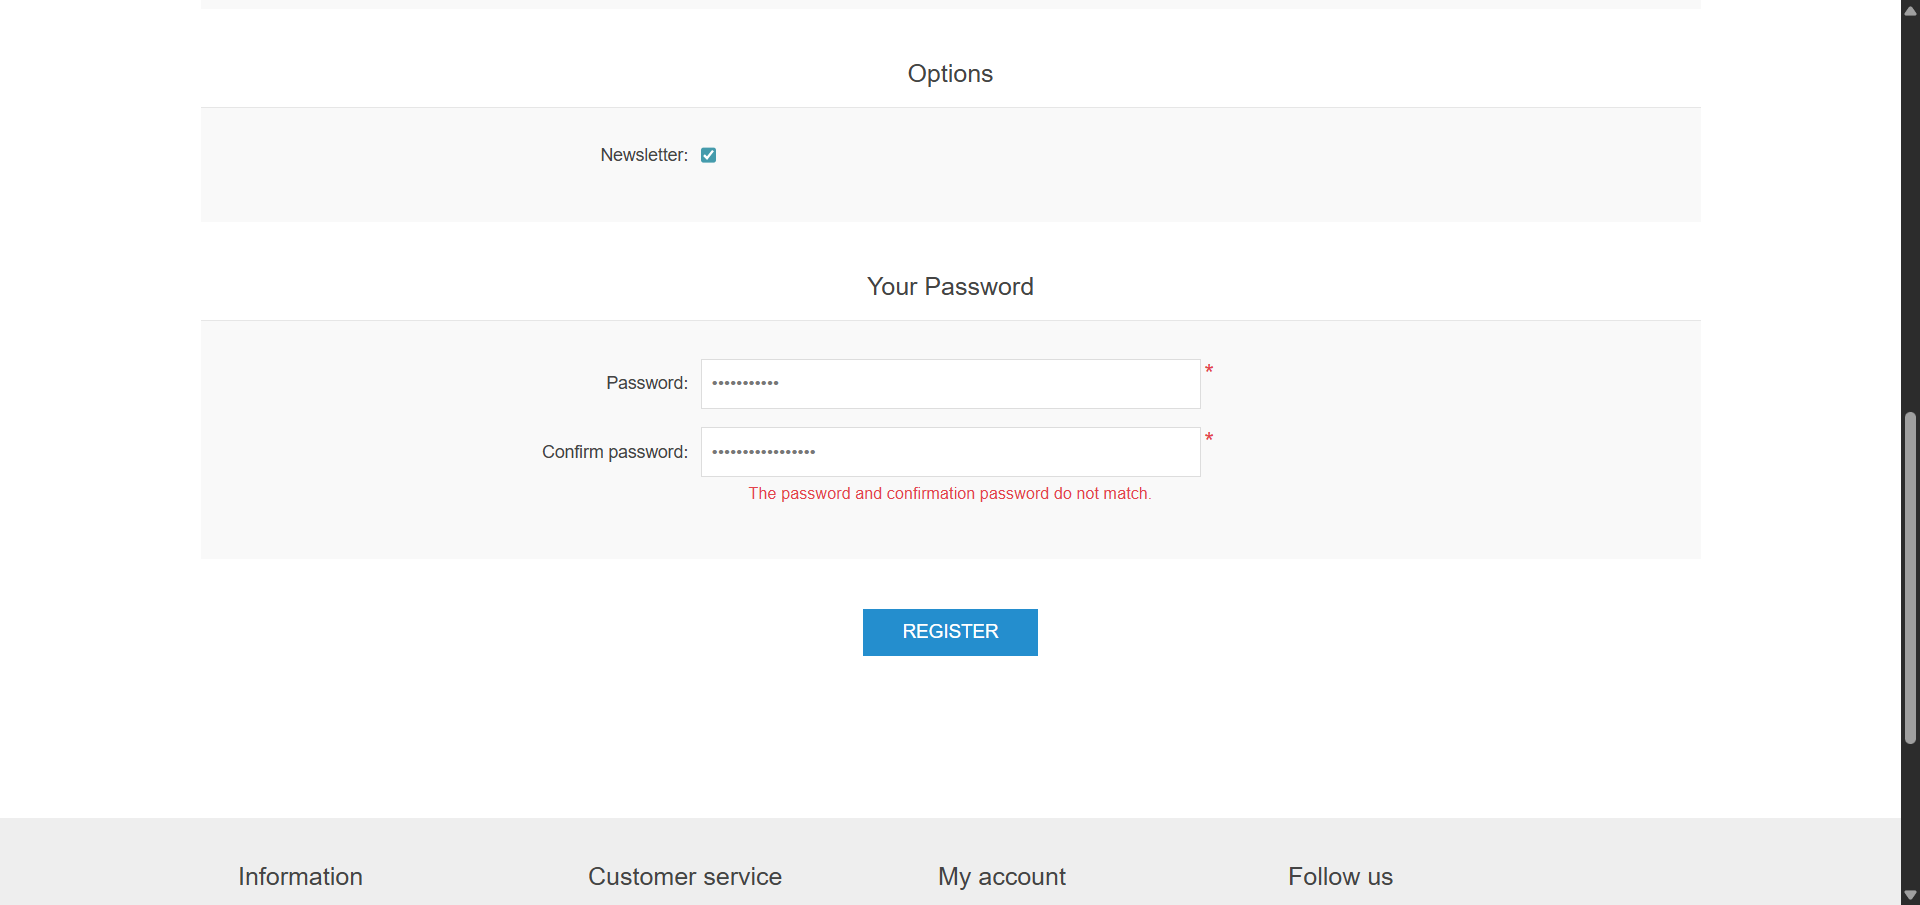 Options
Newsletter:
Your Password
Password: ••••••••••• *
Confirm password: ••••••••••••••••• *
The password and confirmation password do not match.
REGISTER
Information Customer service My account Follow us